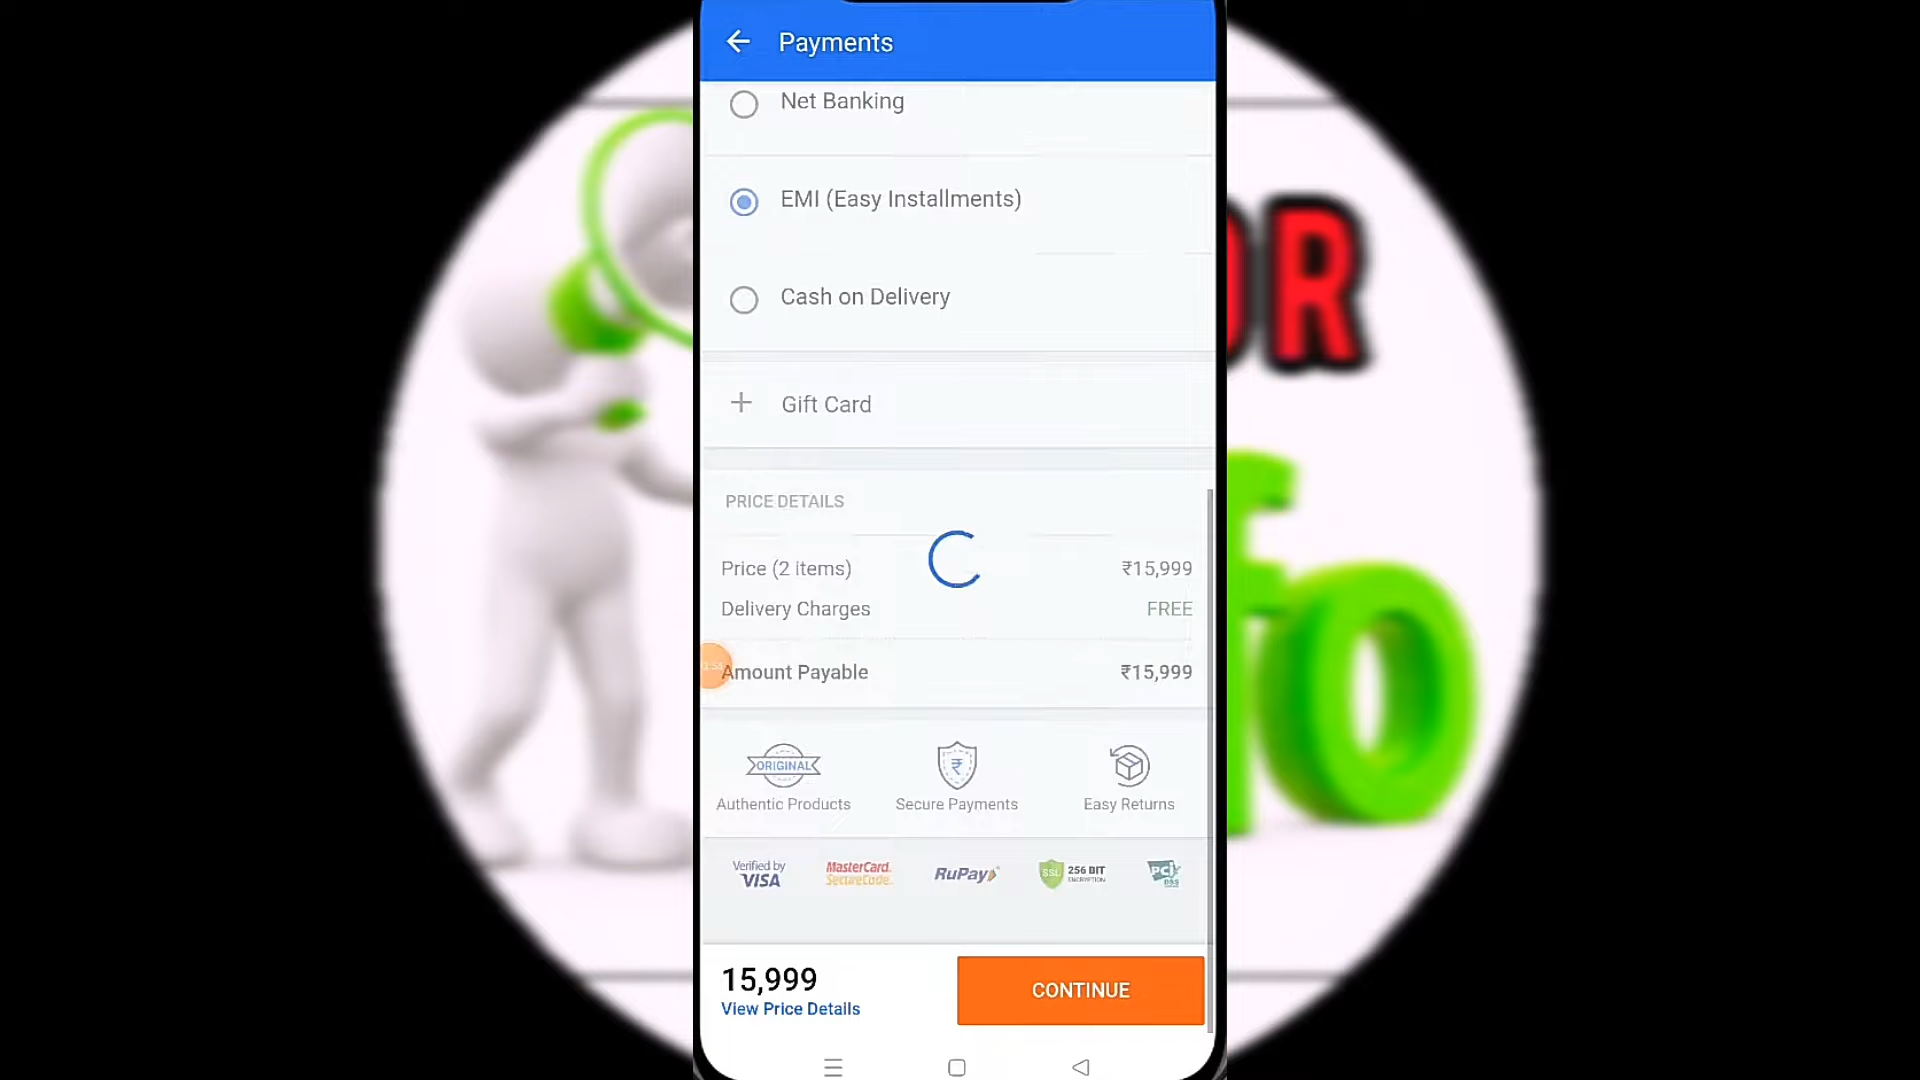 Payments
Net Banking
EMI (Easy Installments)
Cash on Delivery
+ Gift Card
PRICE DETAILS
Price (2 items) ₹15,999
Delivery Charges FREE
Amount Payable ₹15,999
ORIGINAL
Authentic Products Secure Payments Easy Returns
Verified by VISA MasterCard. SecureCode. RuPay SSL 256 BIT ENCRYPTION PCI DSS
15,999
View Price Details
CONTINUE
OR
fo